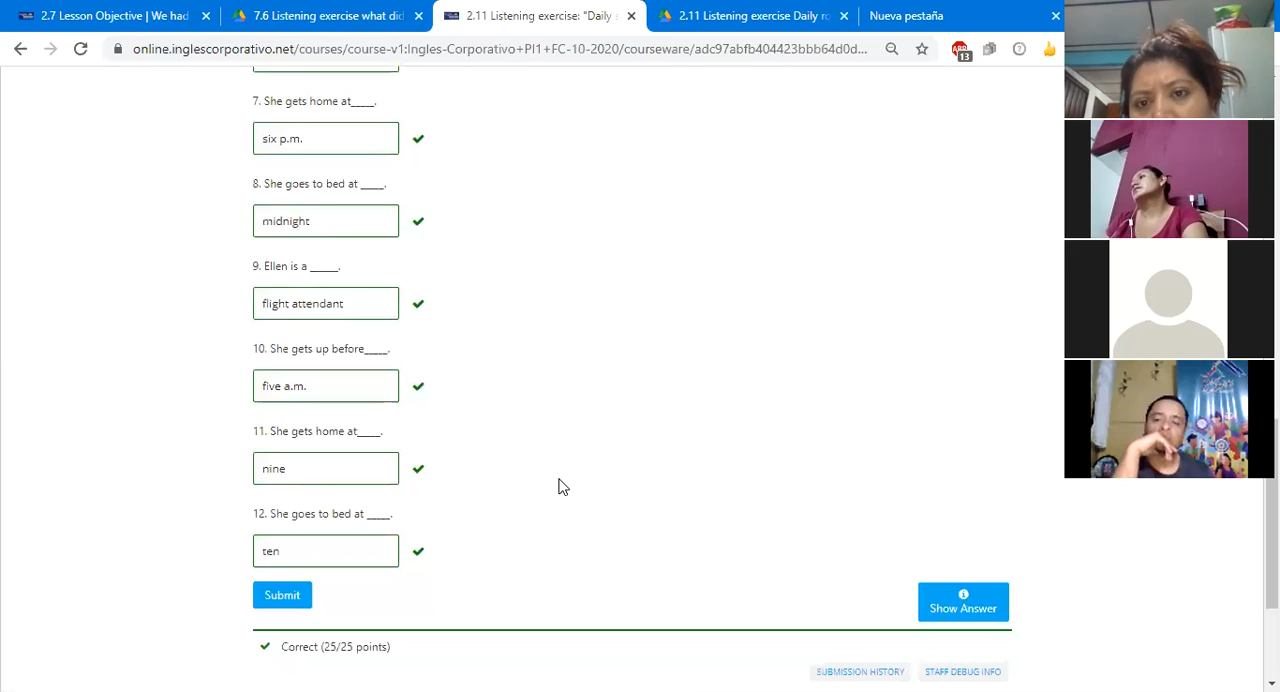 2.7 Lesson Objective | We had
7.6 Listening exercise what did
2.11 Listening exercise: "Daily
2.11 Listening exercise Daily ro
Nueva pestaña
online.inglescorporativo.net/courses/course-v1:Ingles-Corporativo+PI1+FC-10-2020/courseware/adc97abfb404423bbb64d0d...
13
7. She gets home at____.
six p.m.
8. She goes to bed at ____.
midnight
9. Ellen is a _____.
flight attendant
10. She gets up before____.
five a.m.
11. She gets home at____.
nine
12. She goes to bed at ____.
ten
Submit
Show Answer
Correct (25/25 points)
SUBMISSION HISTORY
STAFF DEBUG INFO